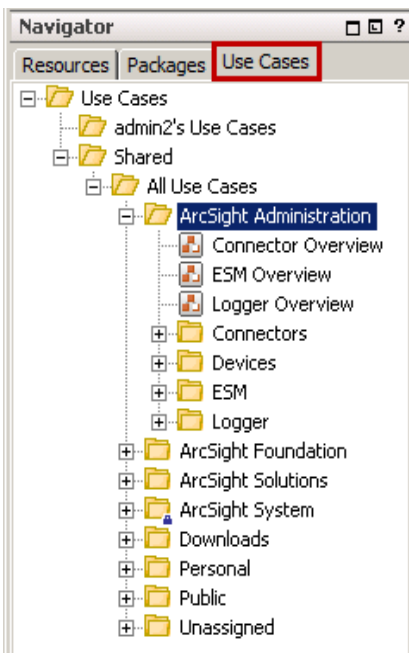 Navigator ?
Resources Packages Use Cases
Use Cases
admin2's Use Cases
Shared
All Use Cases
ArcSight Administration
Connector Overview
ESM Overview
Logger Overview
Connectors
Devices
ESM
Logger
ArcSight Foundation
ArcSight Solutions
ArcSight System
Downloads
Personal
Public
Unassigned